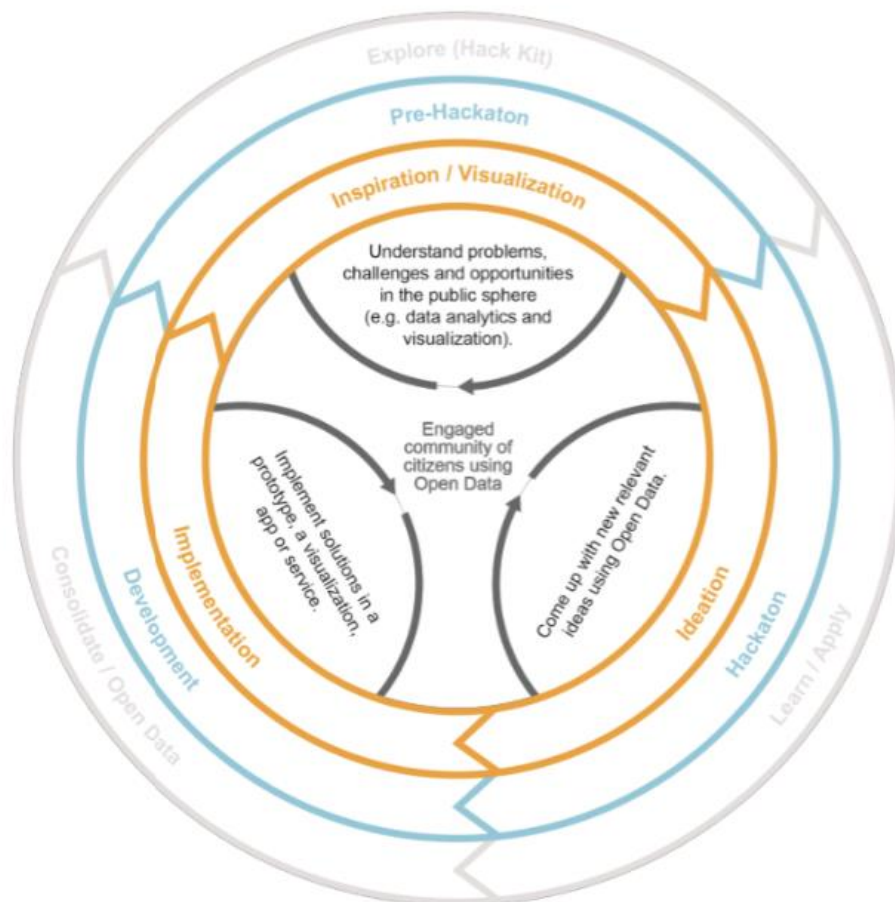 Explore (Hack Kit)
Pre-Hackaton
Inspiration / Visualization
Understand problems,
challenges and opportunities
in the public sphere
(e.g. data analytics and
visualization).
Engaged
community of
citizens using
Open Data
Implement solutions in a
prototype, a visualization,
app or service.
Come up with new relevant
ideas using Open Data.
Implementation
Development
Consolidate / Open Data
Ideation
Hackaton
Learn / Apply